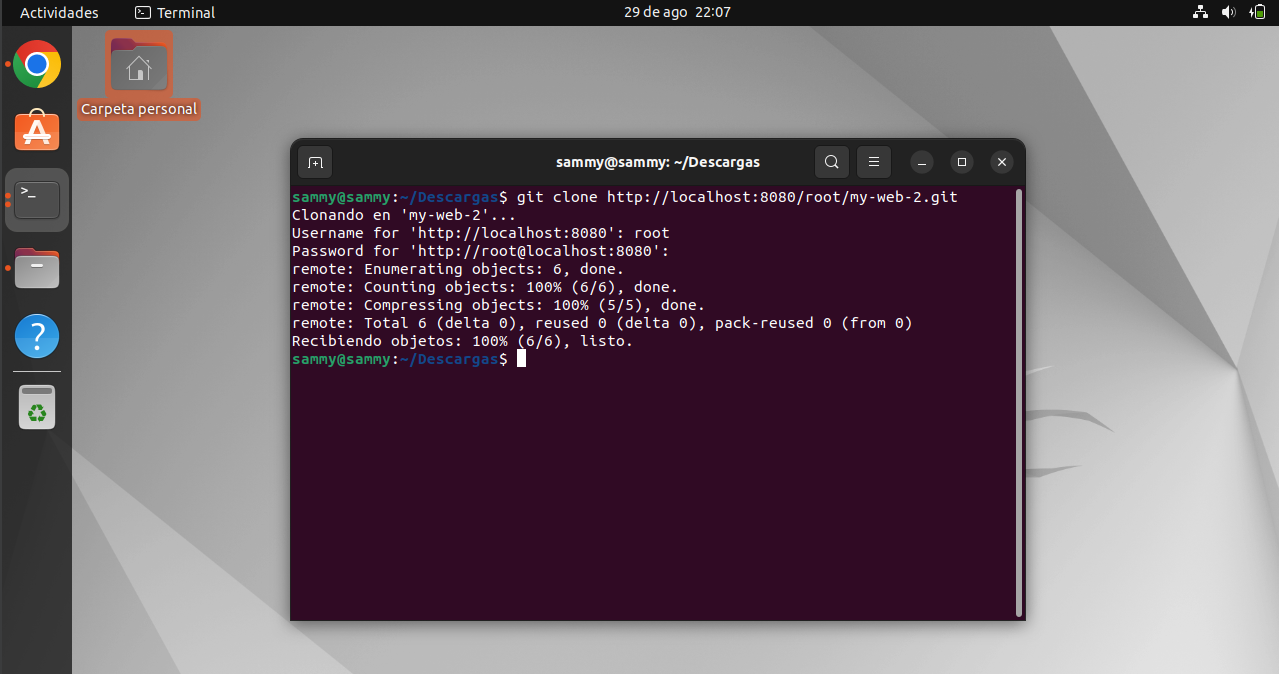 Actividades Terminal 29 de ago 22:07
Carpeta personal
sammy@sammy: ~/Descargas
sammy@sammy:~/Descargas$ git clone http://localhost:8080/root/my-web-2.git
Clonando en 'my-web-2'...
Username for 'http://localhost:8080': root
Password for 'http://root@localhost:8080':
remote: Enumerating objects: 6, done.
remote: Counting objects: 100% (6/6), done.
remote: Compressing objects: 100% (5/5), done.
remote: Total 6 (delta 0), reused 0 (delta 0), pack-reused 0 (from 0)
Recibiendo objetos: 100% (6/6), listo.
sammy@sammy:~/Descargas$